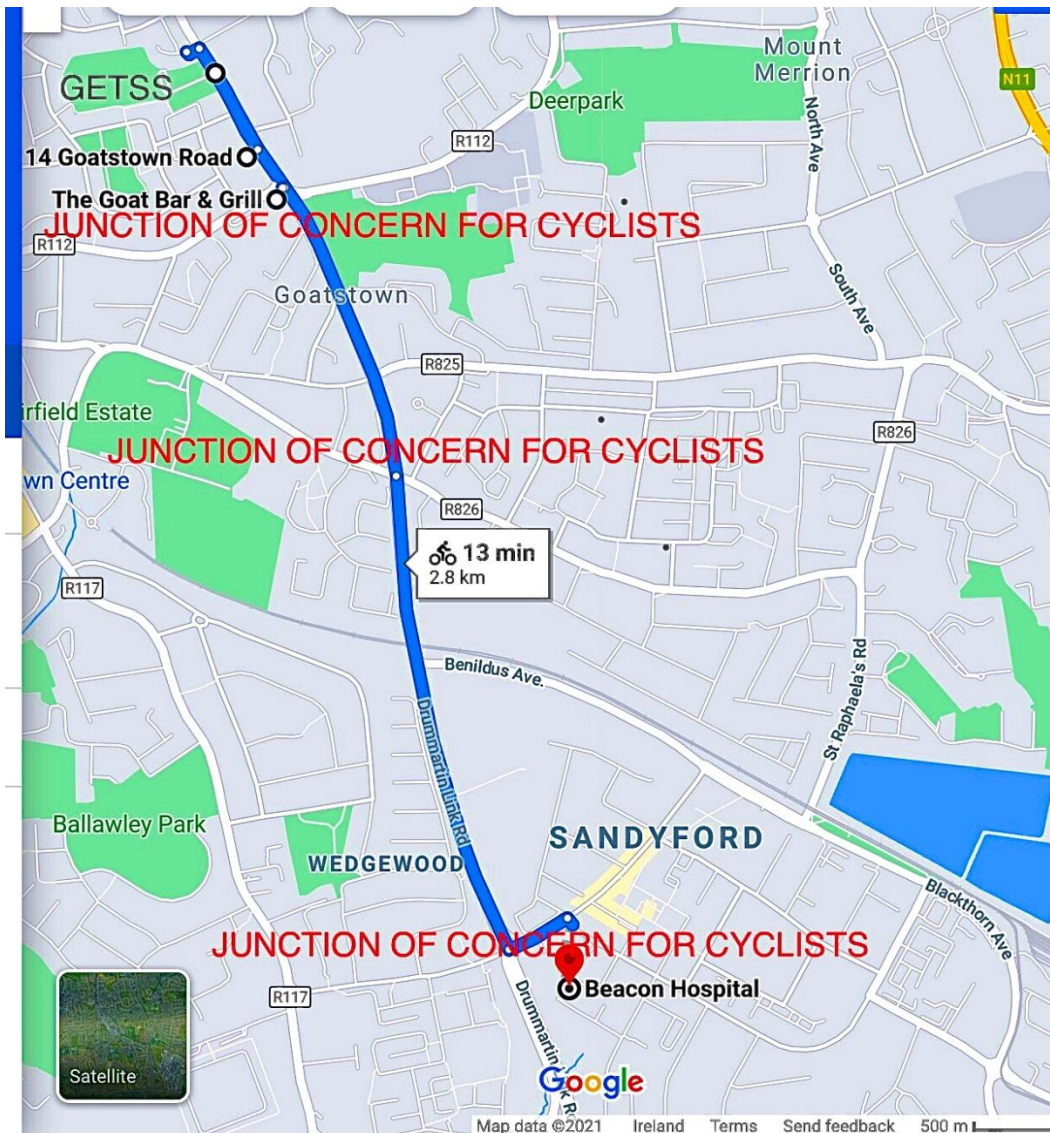 Mount
Merrion
N11
GETSS
Deerpark
North Ave
R112
14 Goatstown Road
The Goat Bar & Grill
JUNCTION OF CONCERN FOR CYCLISTS
R112
South Ave
Goatstown
R825
irfield Estate
R826
JUNCTION OF CONCERN FOR CYCLISTS
wn Centre
R826
13 min
2.8 km
R117
Benildus Ave.
St Raphaela's Rd
Drummartin Link Rd
Ballawley Park
SANDYFORD
WEDGEWOOD
Blackthorn Ave
JUNCTION OF CONCERN FOR CYCLISTS
R117
Beacon Hospital
Satellite
Google
Map data ©2021 Ireland Terms Send feedback 500 m